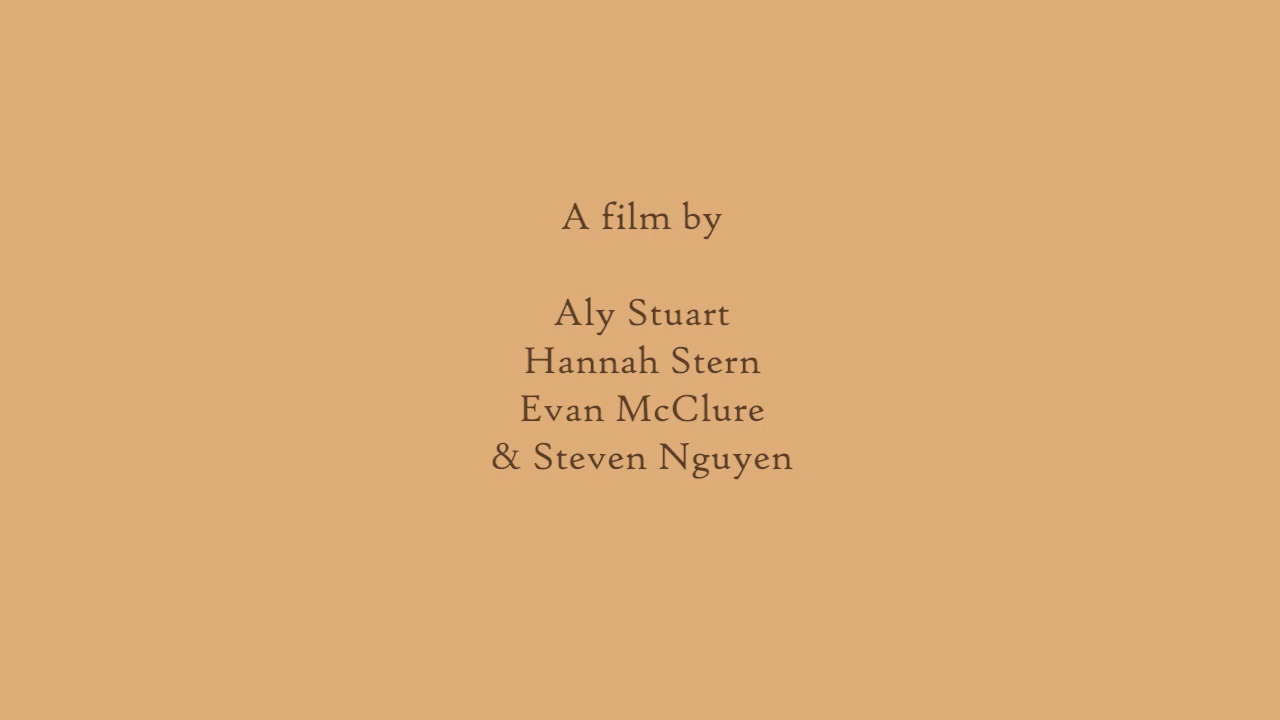 A film by
Aly Stuart
Hannah Stern
Evan McClure
& Steven Nguyen